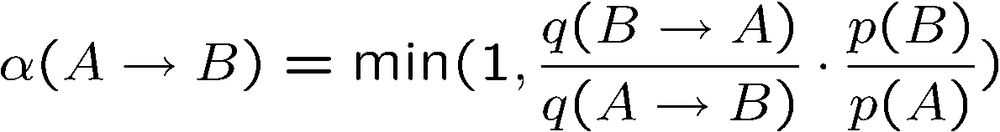 α(A → B) = min(1, q(B → A)/q(A → B) · p(B)/p(A))